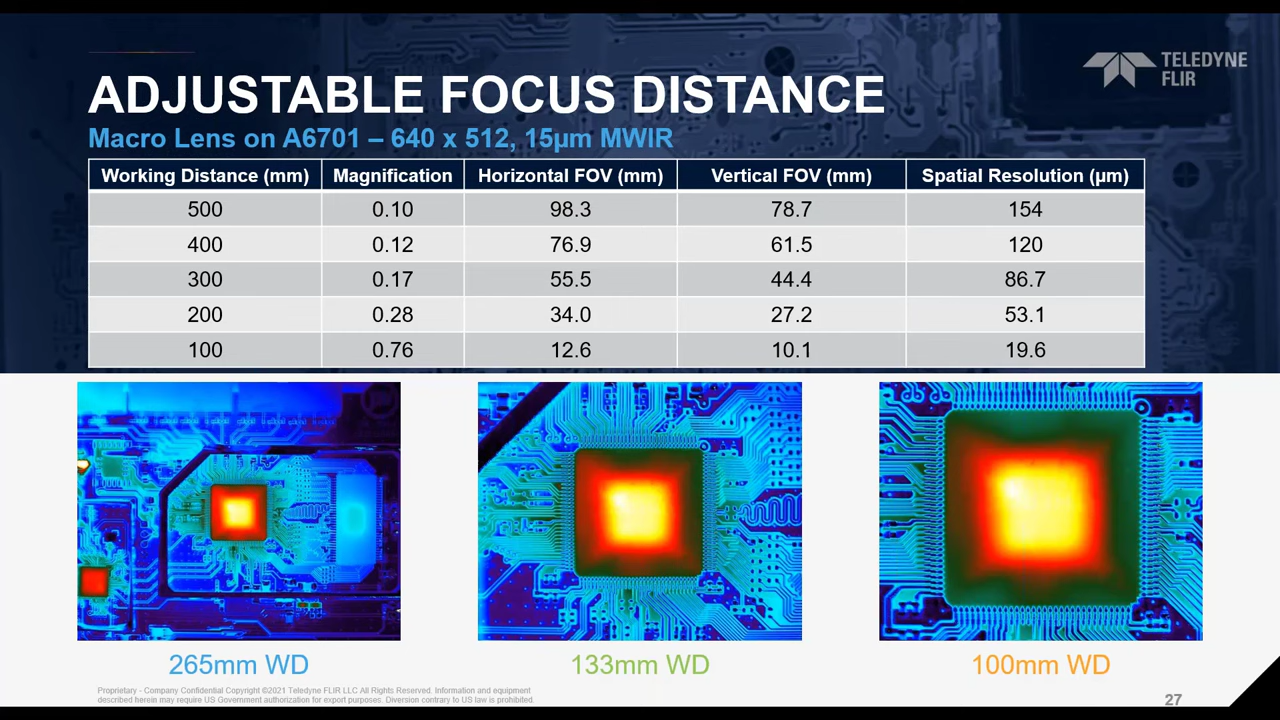 TELEDYNE
FLIR
ADJUSTABLE FOCUS DISTANCE
Macro Lens on A6701 – 640 x 512, 15µm MWIR
Working Distance (mm) Magnification Horizontal FOV (mm) Vertical FOV (mm) Spatial Resolution (µm)
500 0.10 98.3 78.7 154
400 0.12 76.9 61.5 120
300 0.17 55.5 44.4 86.7
200 0.28 34.0 27.2 53.1
100 0.76 12.6 10.1 19.6
265mm WD 133mm WD 100mm WD
Proprietary - Company Confidential Copyright ©2021 Teledyne FLIR LLC All Rights Reserved. Information and equipment
described herein may require US Government authorization for export purposes. Diversion contrary to US law is prohibited.
27